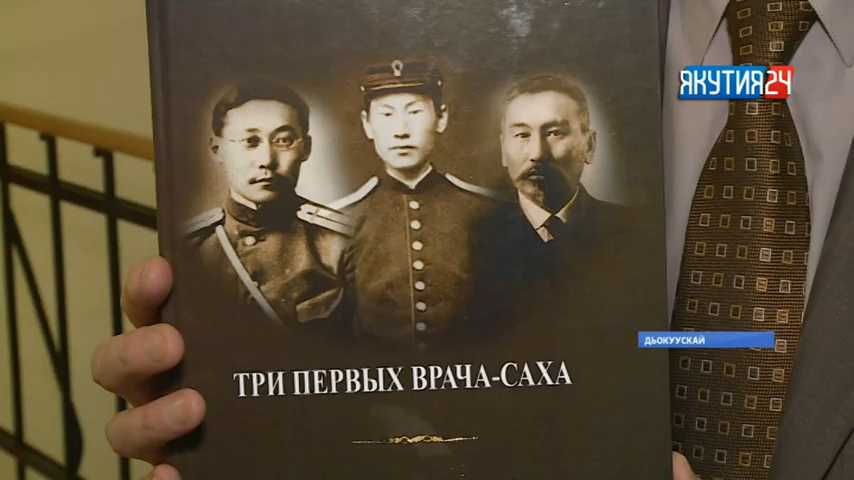 ЯКУТИЯ24
ДЬОКУУСКАЙ
ТРИ ПЕРВЫХ ВРАЧА-САХА